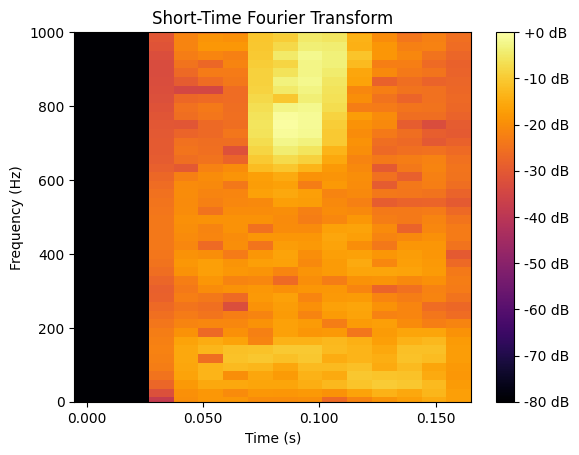 Short-Time Fourier Transform
Frequency (Hz)
1000
800
600
400
200
0
0.000
0.050
0.100
0.150
Time (s)
+0 dB
-10 dB
-20 dB
-30 dB
-40 dB
-50 dB
-60 dB
-70 dB
-80 dB